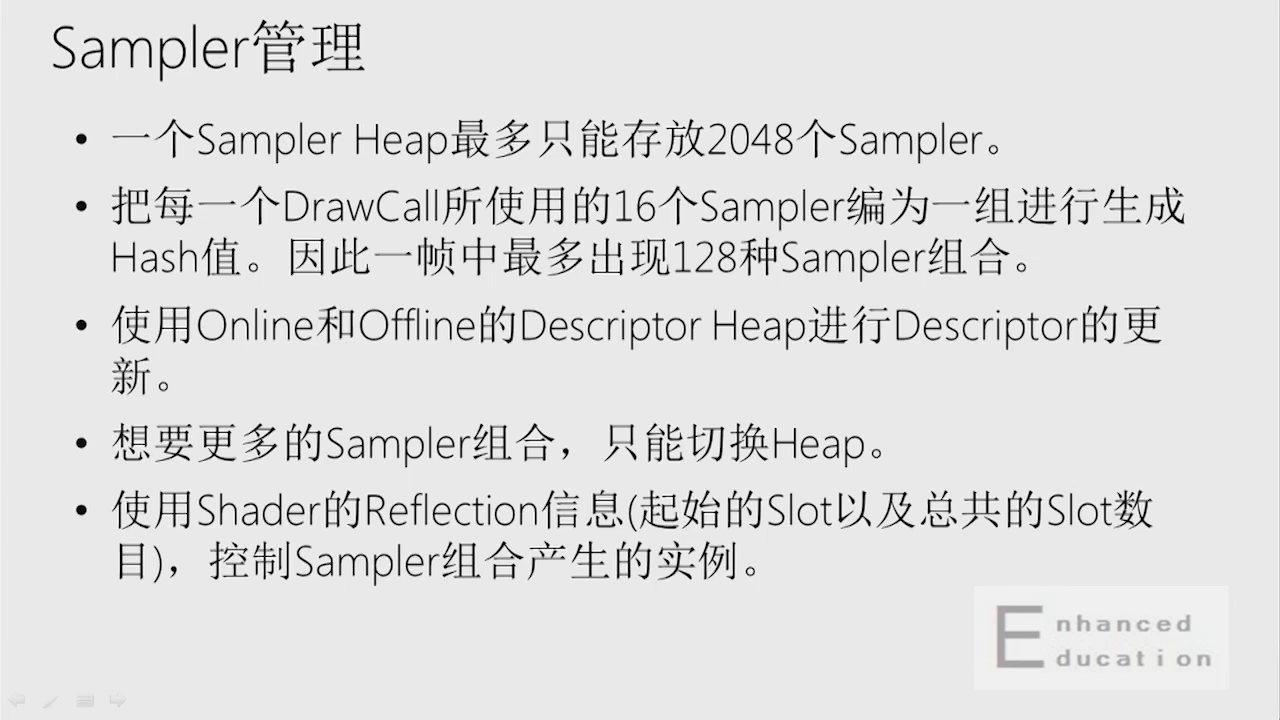 Sampler管理
• 一个Sampler Heap最多只能存放2048个Sampler。
• 把每一个DrawCall所使用的16个Sampler编为一组进行生成
Hash值。因此一帧中最多出现128种Sampler组合。
• 使用Online和Offline的Descriptor Heap进行Descriptor的更
新。
• 想要更多的Sampler组合，只能切换Heap。
• 使用Shader的Reflection信息(起始的Slot以及总共的Slot数
目)，控制Sampler组合产生的实例。
Enhanced
Education